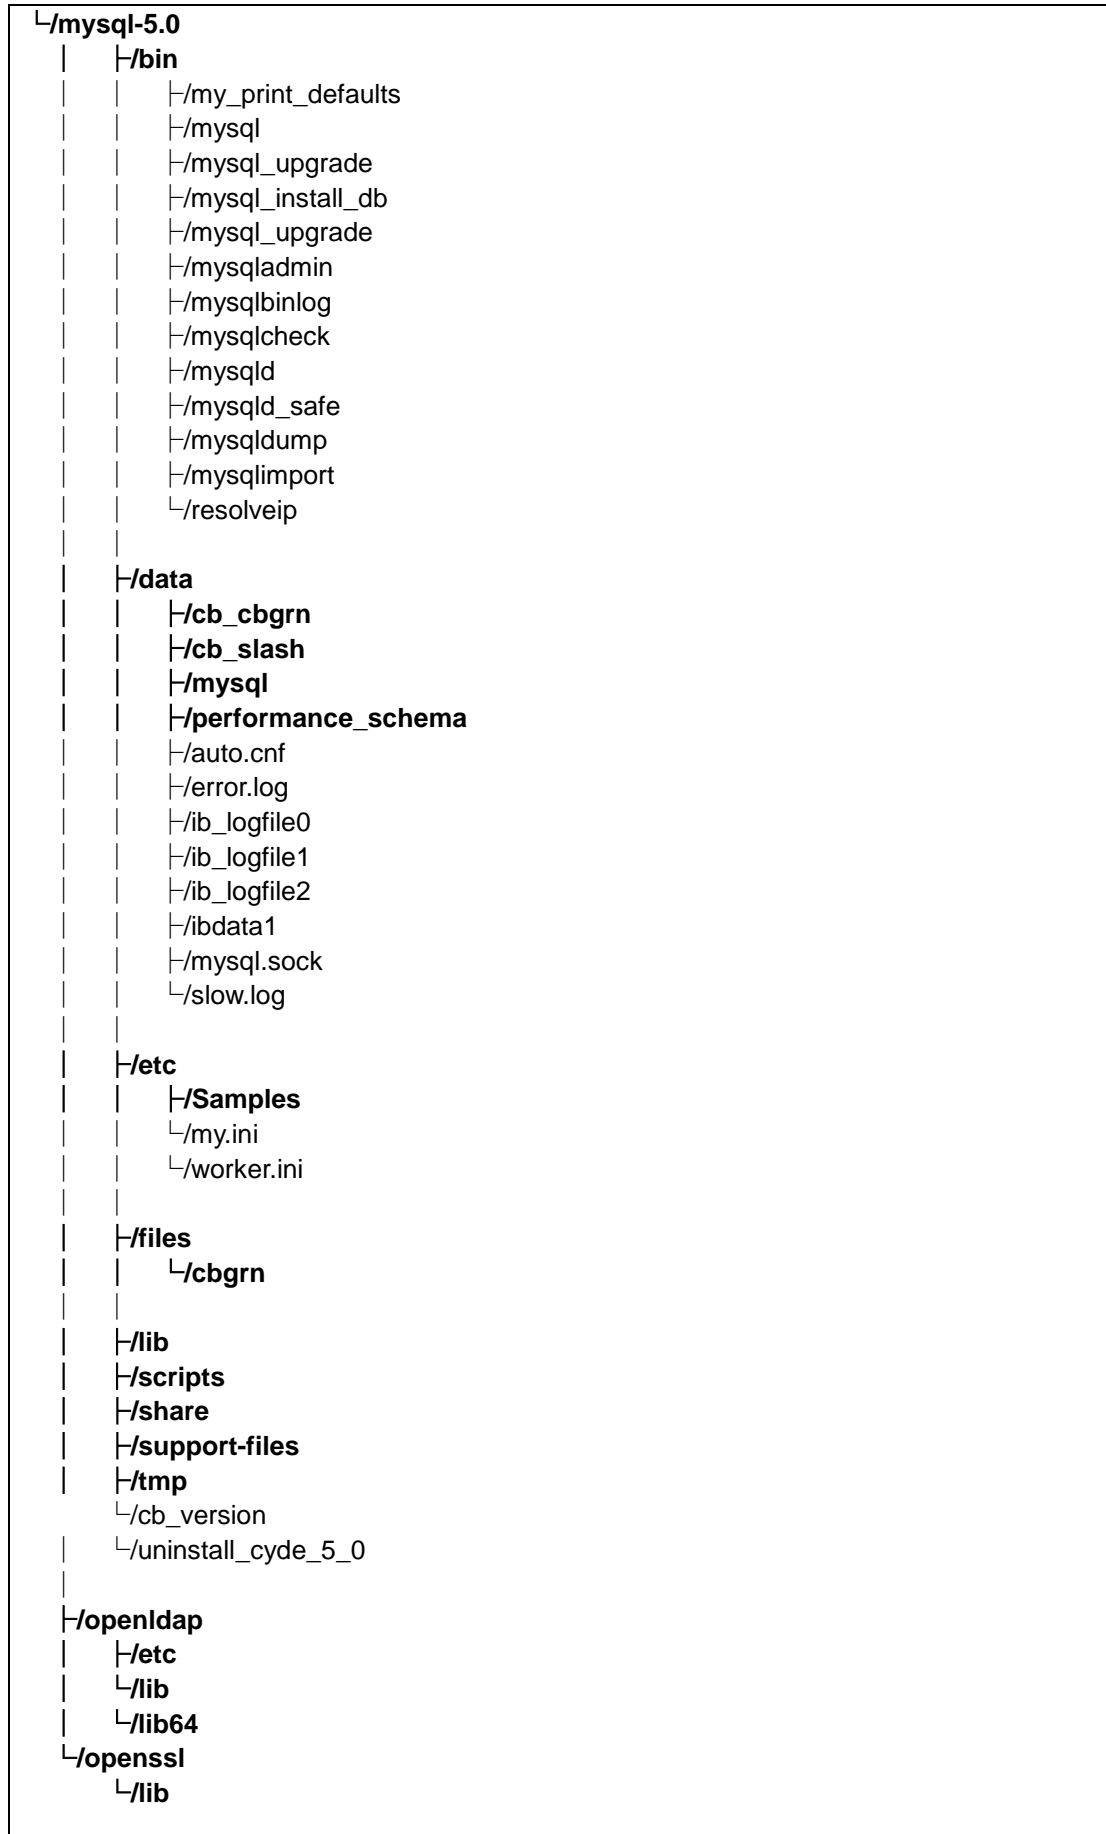 └/mysql-5.0
│ ├/bin
│ │ ├/my_print_defaults
│ │ ├/mysql
│ │ ├/mysql_upgrade
│ │ ├/mysql_install_db
│ │ ├/mysql_upgrade
│ │ ├/mysqladmin
│ │ ├/mysqlbinlog
│ │ ├/mysqlcheck
│ │ ├/mysqld
│ │ ├/mysqld_safe
│ │ ├/mysqldump
│ │ ├/mysqlimport
│ │ └/resolveip
│ │
│ ├/data
│ │ ├/cb_cbgrn
│ │ ├/cb_slash
│ │ ├/mysql
│ │ ├/performance_schema
│ │ ├/auto.cnf
│ │ ├/error.log
│ │ ├/ib_logfile0
│ │ ├/ib_logfile1
│ │ ├/ib_logfile2
│ │ ├/ibdata1
│ │ ├/mysql.sock
│ │ └/slow.log
│ │
│ ├/etc
│ │ ├/Samples
│ │ └/my.ini
│ │ └/worker.ini
│ │
│ ├/files
│ │ └/cbgrn
│ │
│ ├/lib
│ ├/scripts
│ ├/share
│ ├/support-files
│ ├/tmp
└/cb_version
│ └/uninstall_cyde_5_0
│
├/openldap
│ ├/etc
│ └/lib
│ └/lib64
└/openssl
└/lib